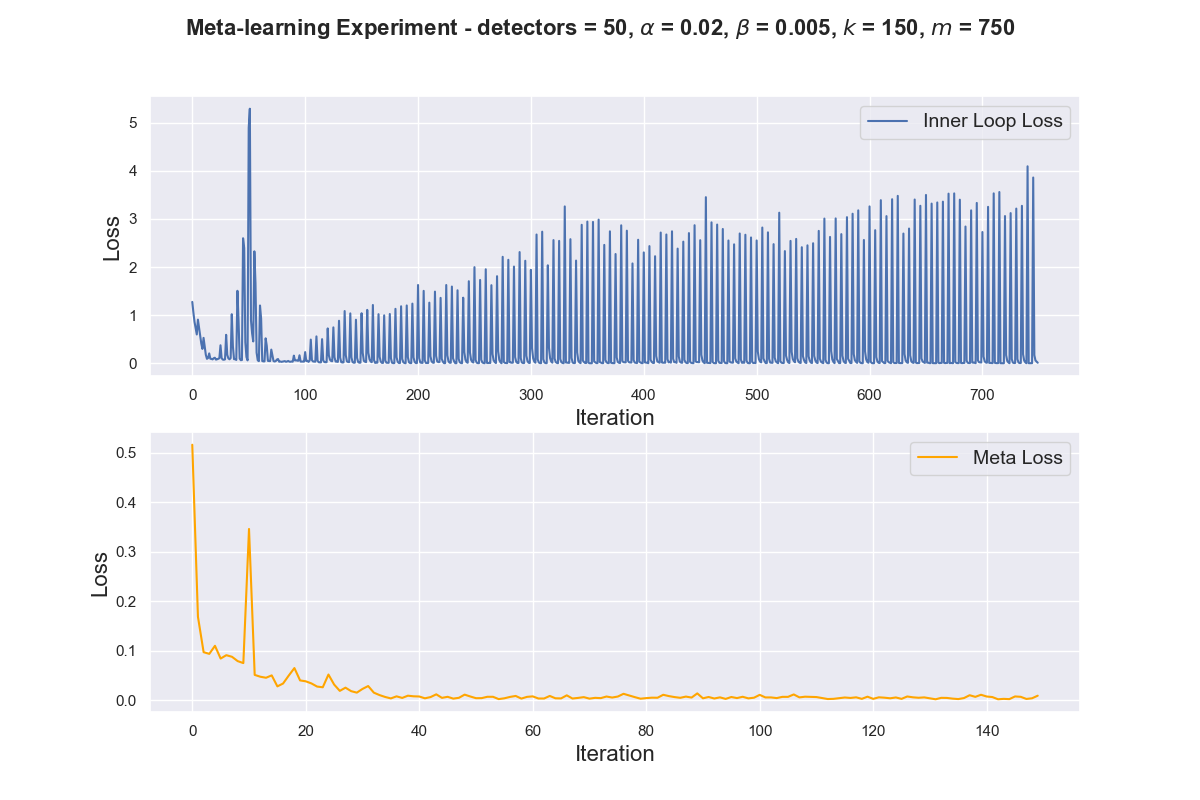 Meta-learning Experiment - detectors = 50, α = 0.02, β = 0.005, k = 150, m = 750
Inner Loop Loss
5
4
3
2
1
0
Loss
0 100 200 300 400 500 600 700
Iteration
Meta Loss
0.5
0.4
0.3
0.2
0.1
0.0
Loss
0 20 40 60 80 100 120 140
Iteration